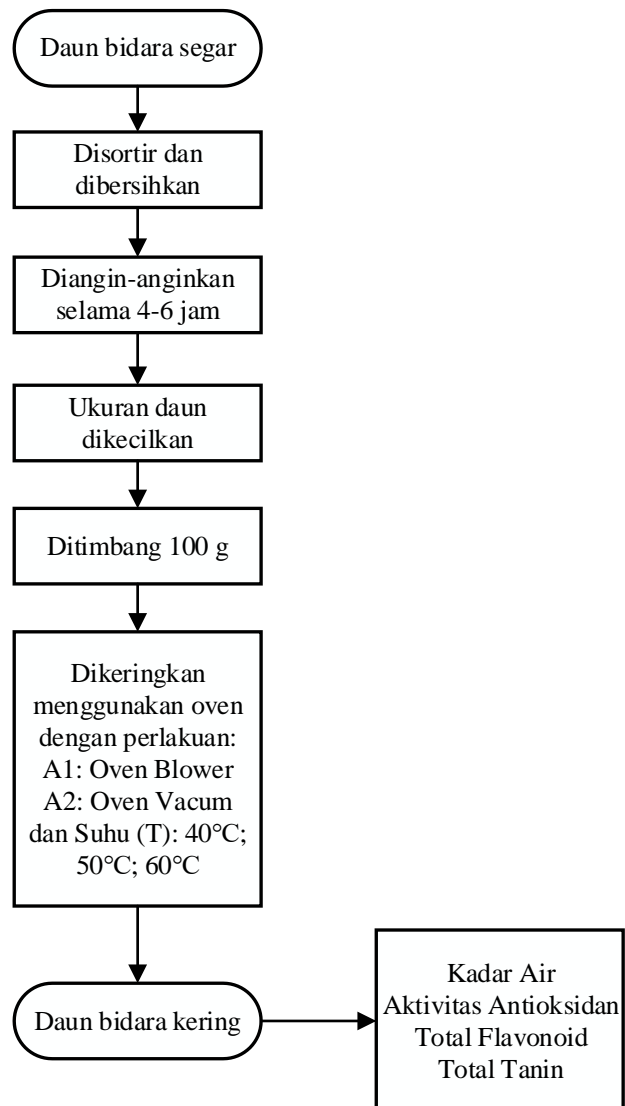 Daun bidara segar
Disortir dan
dibersihkan
Diangin-anginkan
selama 4-6 jam
Ukuran daun
dikecilkan
Ditimbang 100 g
Dikeringkan
menggunakan oven
dengan perlakuan:
A1: Oven Blower
A2: Oven Vacum
dan Suhu (T): 40°C;
50°C; 60°C
Daun bidara kering
Kadar Air
Aktivitas Antioksidan
Total Flavonoid
Total Tanin